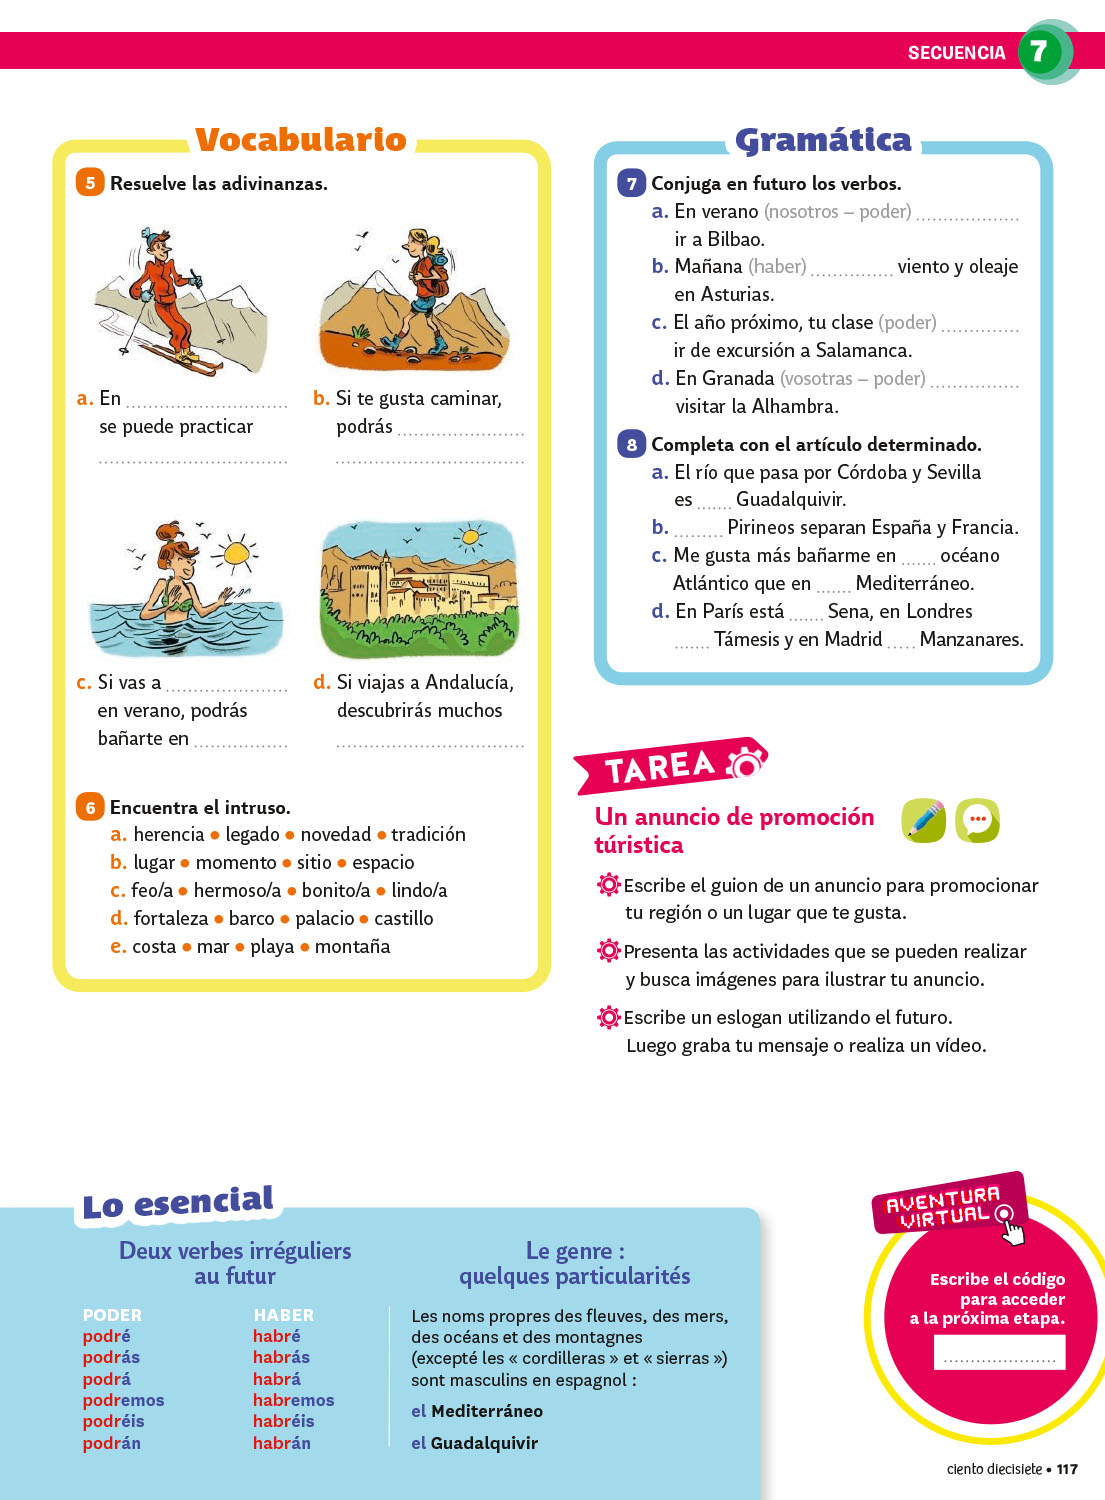 SECUENCIA 7
Vocabulario
5 Resuelve las adivinanzas.
a. En ..............................
se puede practicar
...................................
b. Si te gusta caminar,
podrás ........................
...................................
c. Si vas a ......................
en verano, podrás
bañarte en .................
d. Si viajas a Andalucía,
descubrirás muchos
...................................
6 Encuentra el intruso.
a. herencia • legado • novedad • tradición
b. lugar • momento • sitio • espacio
c. feo/a • hermoso/a • bonito/a • lindo/a
d. fortaleza • barco • palacio • castillo
e. costa • mar • playa • montaña
Gramática
7 Conjuga en futuro los verbos.
a. En verano (nosotros – poder) ...................
ir a Bilbao.
b. Mañana (haber) ............... viento y oleaje
en Asturias.
c. El año próximo, tu clase (poder) ..............
ir de excursión a Salamanca.
d. En Granada (vosotras – poder) ................
visitar la Alhambra.
8 Completa con el artículo determinado.
a. El río que pasa por Córdoba y Sevilla
es ....... Guadalquivir.
b. ......... Pirineos separan España y Francia.
c. Me gusta más bañarme en ....... océano
Atlántico que en ....... Mediterráneo.
d. En París está ....... Sena, en Londres
....... Támesis y en Madrid ..... Manzanares.
TAREA
Un anuncio de promoción
túristica
Escribe el guion de un anuncio para promocionar
tu región o un lugar que te gusta.
Presenta las actividades que se pueden realizar
y busca imágenes para ilustrar tu anuncio.
Escribe un eslogan utilizando el futuro.
Luego graba tu mensaje o realiza un vídeo.
Lo esencial
Deux verbes irréguliers
au futur
PODER
podré
podrás
podrá
podremos
podréis
podrán
HABER
habré
habrás
habrá
habremos
habréis
habrán
Le genre :
quelques particularités
Les noms propres des fleuves, des mers,
des océans et des montagnes
(excepté les « cordilleras » et « sierras »)
sont masculins en espagnol :
el Mediterráneo
el Guadalquivir
AVENTURA
VIRTUAL
Escribe el código
para acceder
a la próxima etapa.
.....................
ciento diecisiete • 117